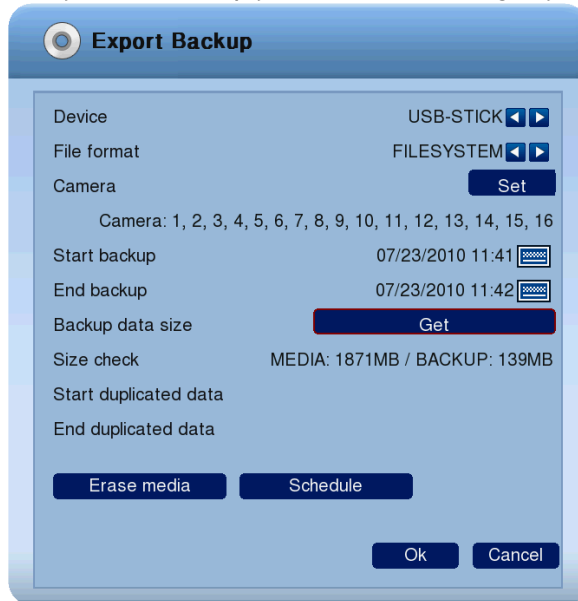 Export Backup
Device USB-STICK
File format FILESYSTEM
Camera Set
Camera: 1, 2, 3, 4, 5, 6, 7, 8, 9, 10, 11, 12, 13, 14, 15, 16
Start backup 07/23/2010 11:41
End backup 07/23/2010 11:42
Backup data size Get
Size check MEDIA: 1871MB / BACKUP: 139MB
Start duplicated data
End duplicated data
Erase media Schedule
Ok Cancel